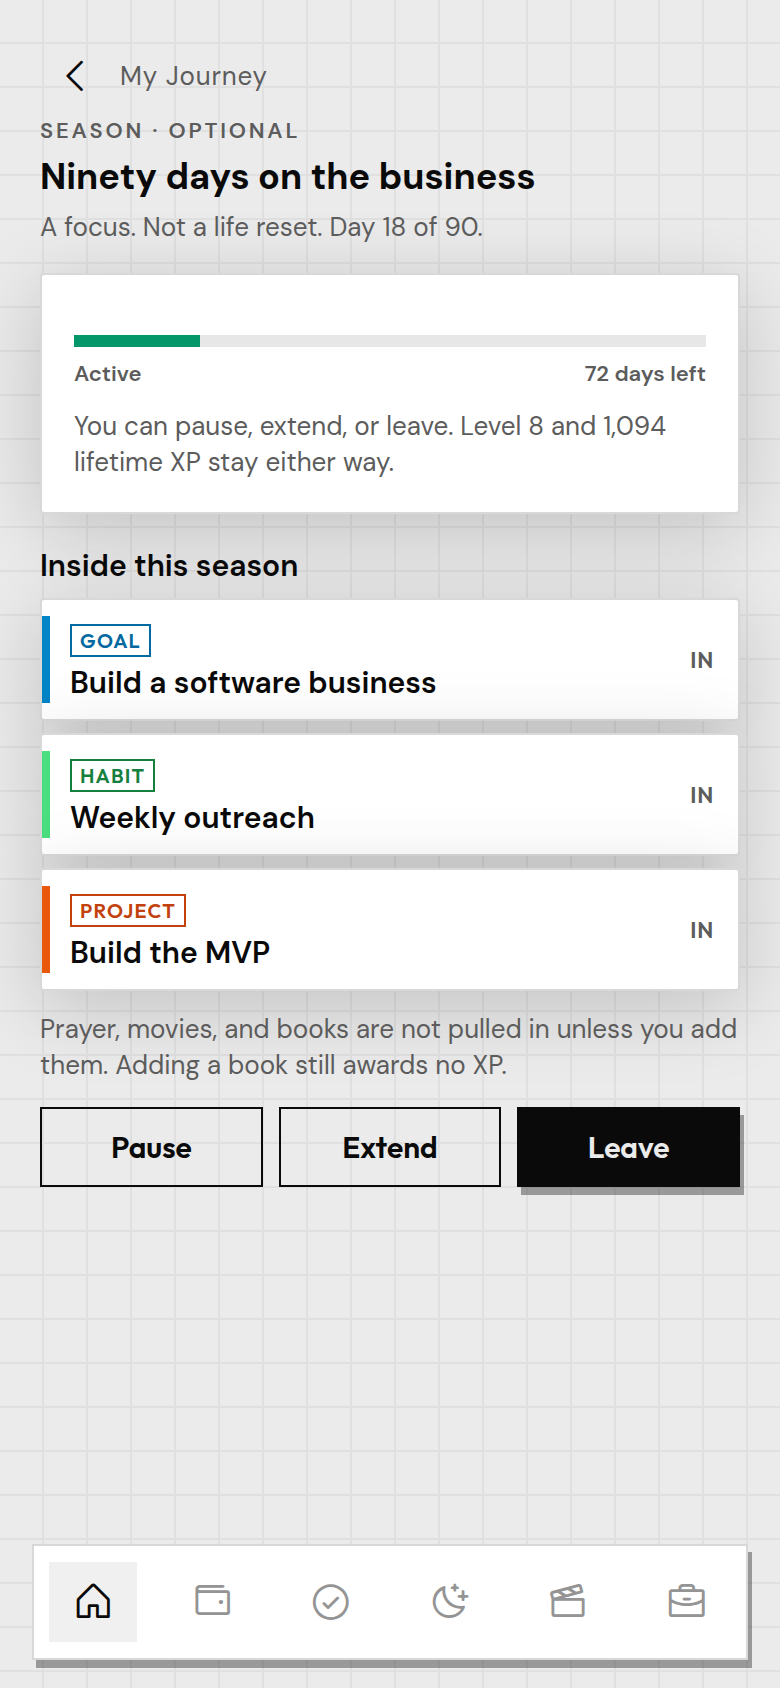 My Journey
SEASON · OPTIONAL
Ninety days on the business
A focus. Not a life reset. Day 18 of 90.
Active
72 days left
You can pause, extend, or leave. Level 8 and 1,094
lifetime XP stay either way.
Inside this season
GOAL
Build a software business
IN
HABIT
Weekly outreach
IN
PROJECT
Build the MVP
IN
Prayer, movies, and books are not pulled in unless you add
them. Adding a book still awards no XP.
Pause
Extend
Leave